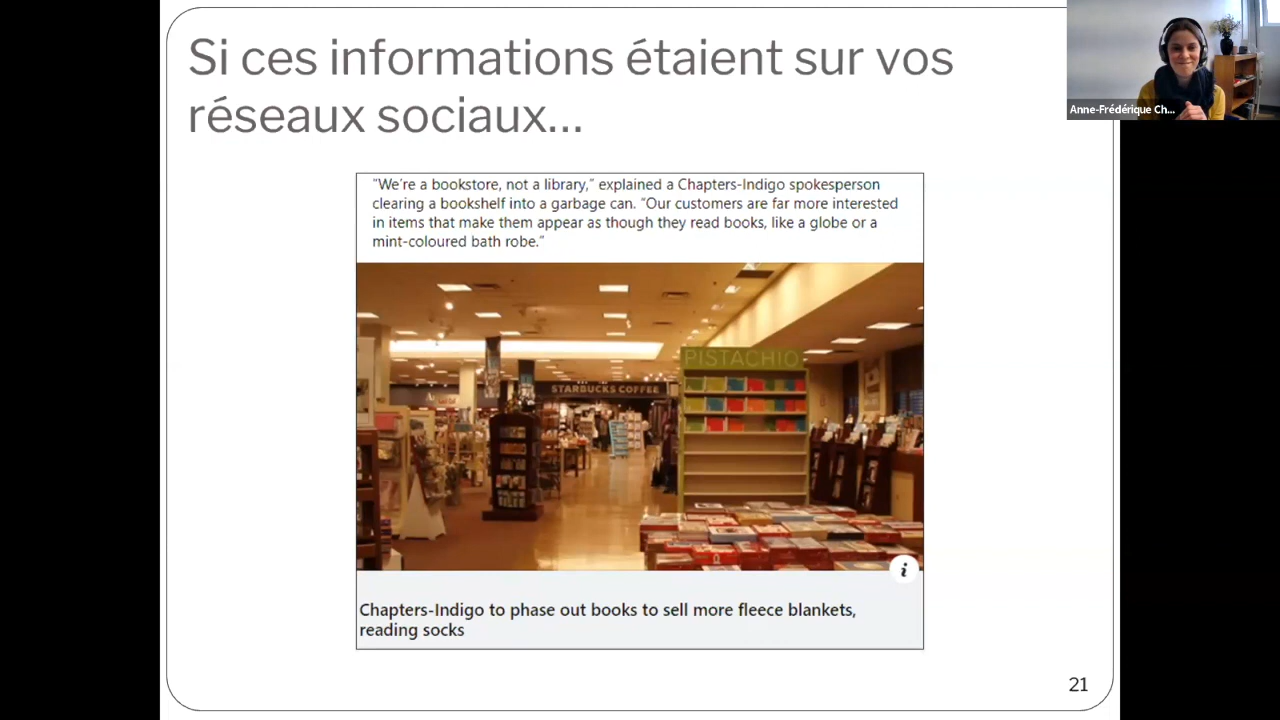 Si ces informations étaient sur vos
réseaux sociaux...
Anne-Frédérique Ch...
"We're a bookstore, not a library," explained a Chapters-Indigo spokesperson
clearing a bookshelf into a garbage can. "Our customers are far more interested
in items that make them appear as though they read books, like a globe or a
mint-coloured bath robe."
PISTACHIO
STARBUCKS COFFEE
i
Chapters-Indigo to phase out books to sell more fleece blankets,
reading socks
21